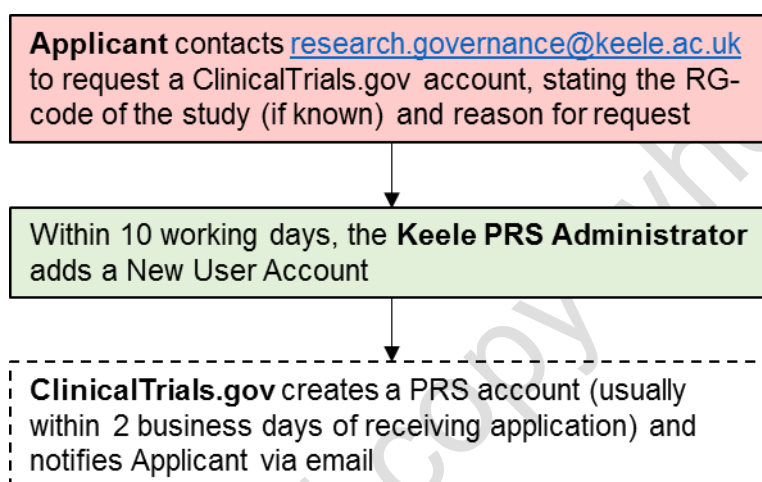 Applicant contacts research.governance@keele.ac.uk
to request a ClinicalTrials.gov account, stating the RG-
code of the study (if known) and reason for request
Within 10 working days, the Keele PRS Administrator
adds a New User Account
ClinicalTrials.gov creates a PRS account (usually
within 2 business days of receiving application) and
notifies Applicant via email
copy